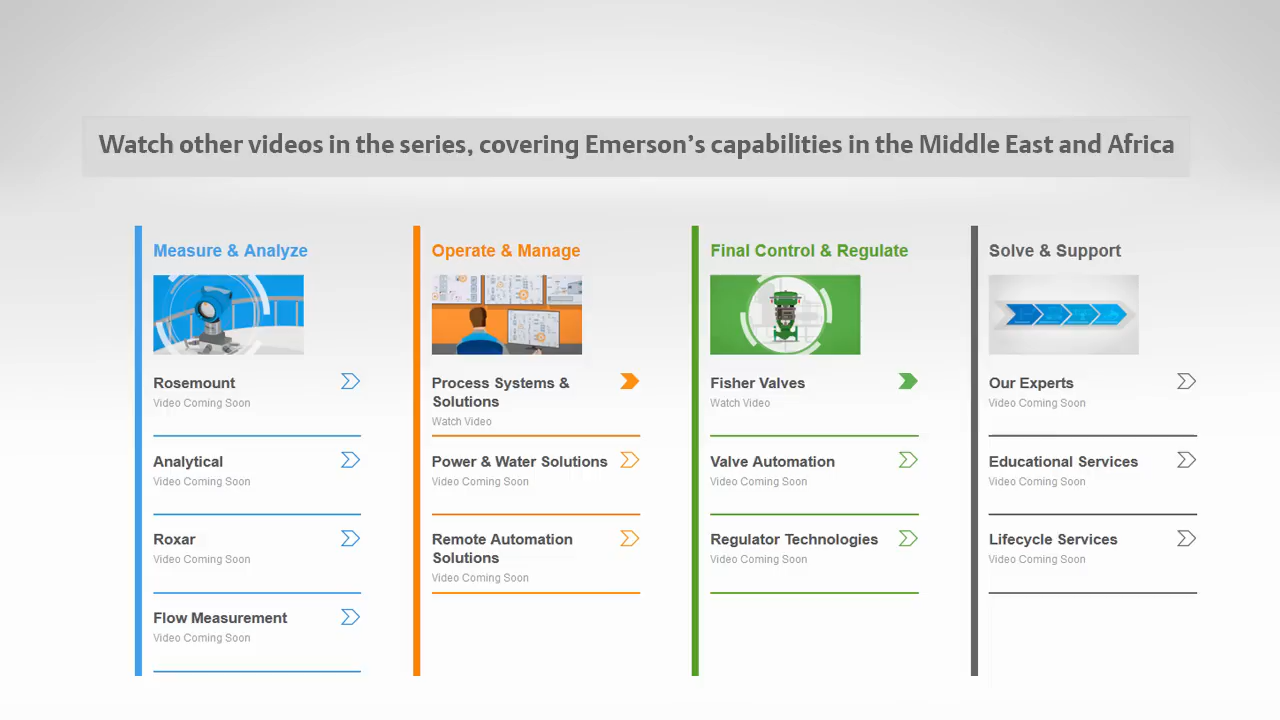 Watch other videos in the series, covering Emerson's capabilities in the Middle East and Africa
Measure & Analyze
Rosemount
Video Coming Soon
Analytical
Video Coming Soon
Roxar
Video Coming Soon
Flow Measurement
Video Coming Soon
Operate & Manage
Process Systems &
Solutions
Watch Video
Power & Water Solutions
Video Coming Soon
Remote Automation
Solutions
Video Coming Soon
Final Control & Regulate
Fisher Valves
Watch Video
Valve Automation
Video Coming Soon
Regulator Technologies
Video Coming Soon
Solve & Support
Our Experts
Video Coming Soon
Educational Services
Video Coming Soon
Lifecycle Services
Video Coming Soon